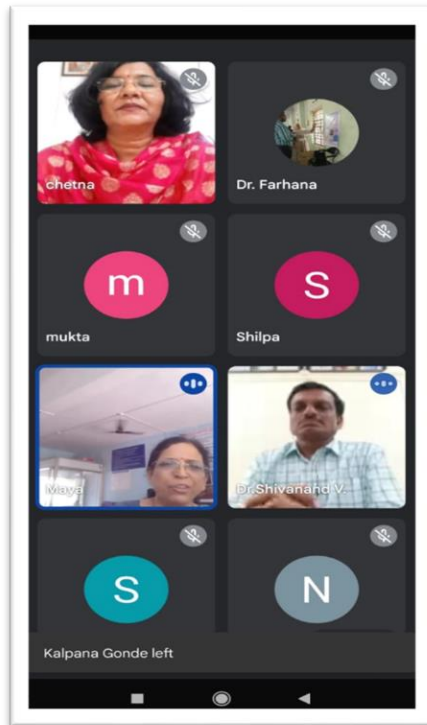 chetna
Dr. Farhana
m
mukta
S
Shilpa
Maya
Dr.Shivanand V...
S
N
Kalpana Gonde left